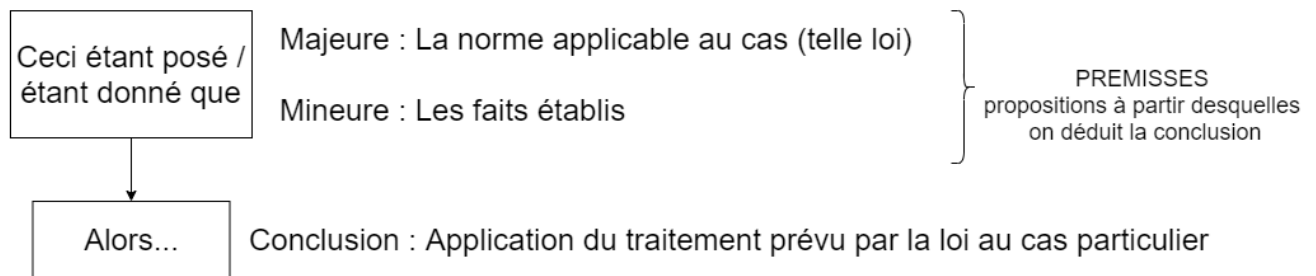 Ceci étant posé /
étant donné que
Majeure : La norme applicable au cas (telle loi)
Mineure : Les faits établis
PREMISSES
propositions à partir desquelles
on déduit la conclusion
Alors...
Conclusion : Application du traitement prévu par la loi au cas particulier